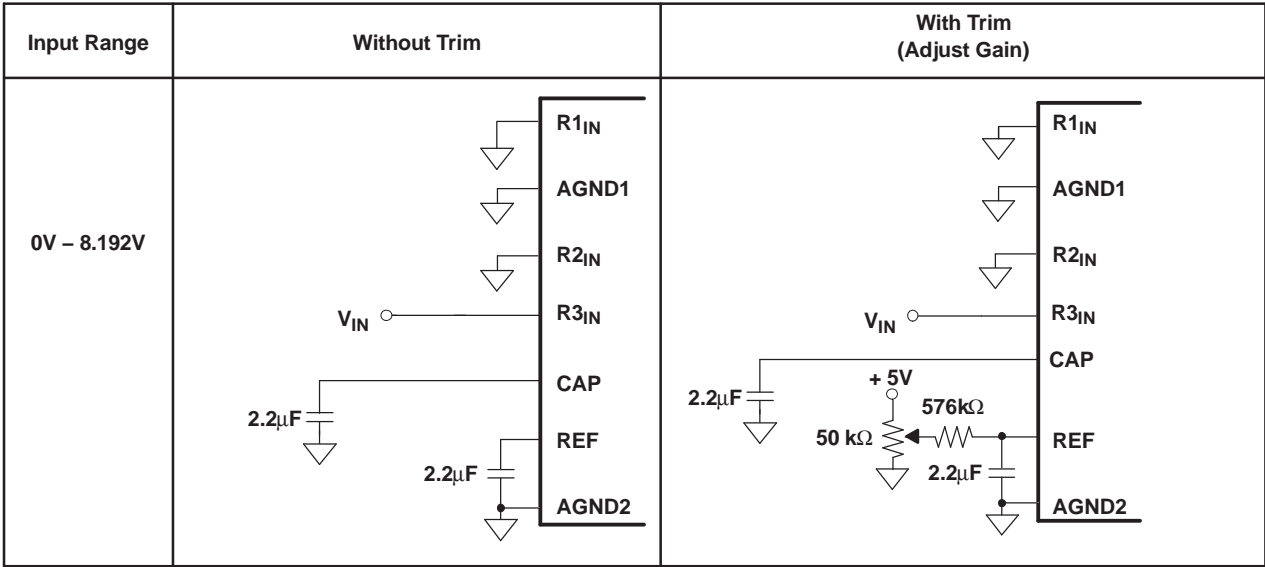 Input Range
Without Trim
With Trim
(Adjust Gain)
0V – 8.192V
R1IN
AGND1
R2IN
VIN
R3IN
CAP
2.2μF
REF
2.2μF
AGND2
R1IN
AGND1
R2IN
VIN
R3IN
CAP
2.2μF
+ 5V
576kΩ
50 kΩ
REF
2.2μF
AGND2